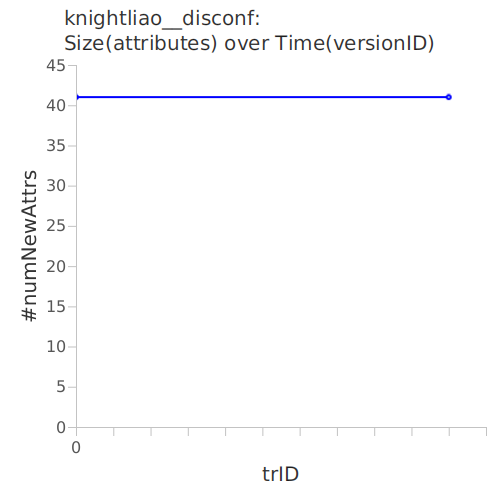 knightliao__disconf:
Size(attributes) over Time(versionID)
45
40
35
30
25
20
15
10
5
0
#numNewAttrs
0
trID